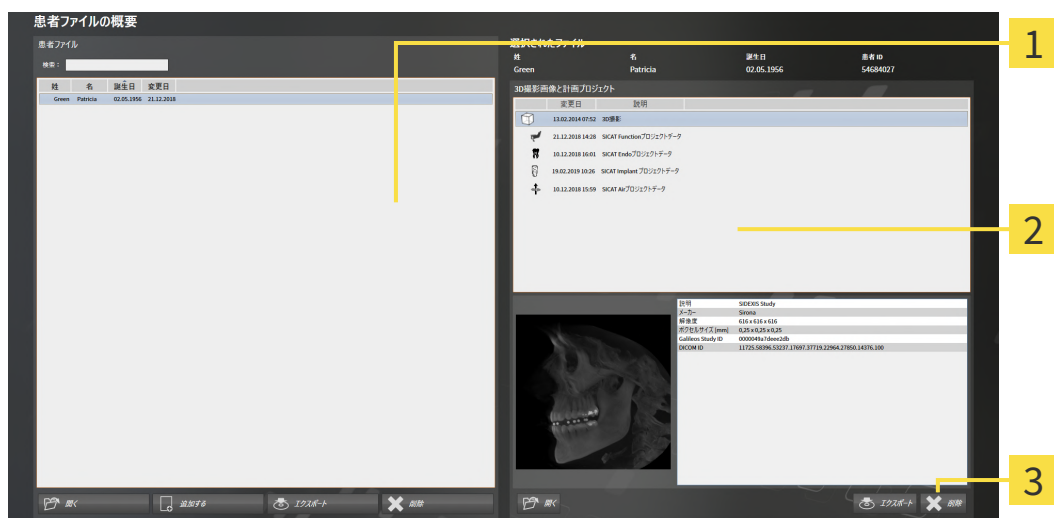 患者ファイルの概要
患者ファイル
検索：
姓 名 誕生日 変更日
Green Patricia 02.05.1956 21.12.2018
開く 追加する エクスポート 削除
選択されたファイル
姓 名 誕生日 患者 ID
Green Patricia 02.05.1956 54684027
3D撮影画像と計画プロジェクト
変更日 説明
13.02.2014 07:52 3D撮影
21.12.2018 14:28 SICAT Functionプロジェクトデータ
10.12.2018 16:01 SICAT Endoプロジェクトデータ
19.02.2019 10:26 SICAT Implant プロジェクトデータ
10.12.2018 15:59 SICAT Airプロジェクトデータ
説明 SIDEXIS Study
メーカー Sirona
解像度 616 x 616 x 616
ボクセルサイズ [mm] 0,25 x 0,25 x 0,25
Galileos Study ID 0000049a7deee2db
DICOM ID 11725.58396.53237.17697.37719.22964.27850.14376.100
開く エクスポート 削除
1
2
3